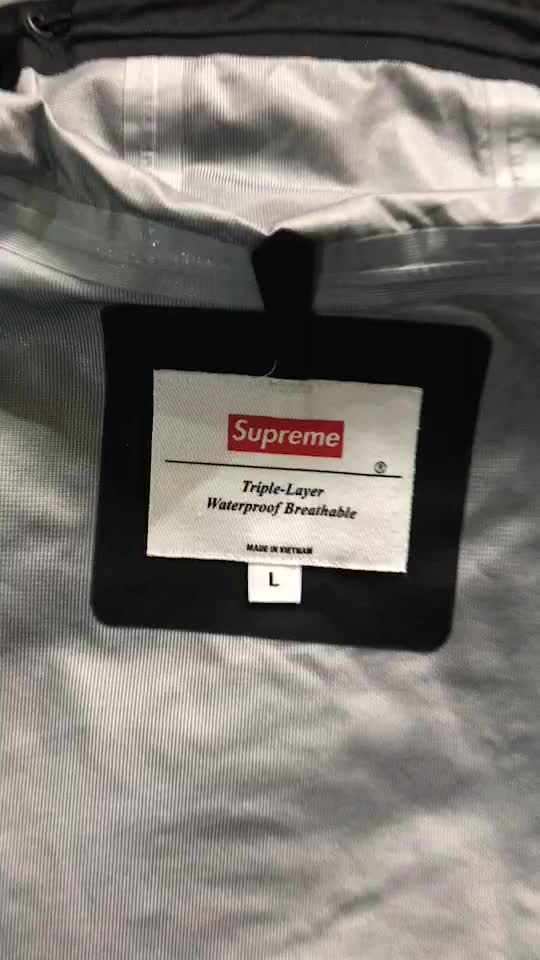 Supreme
®
Triple-Layer
Waterproof Breathable
MADE IN VIETNAM
L